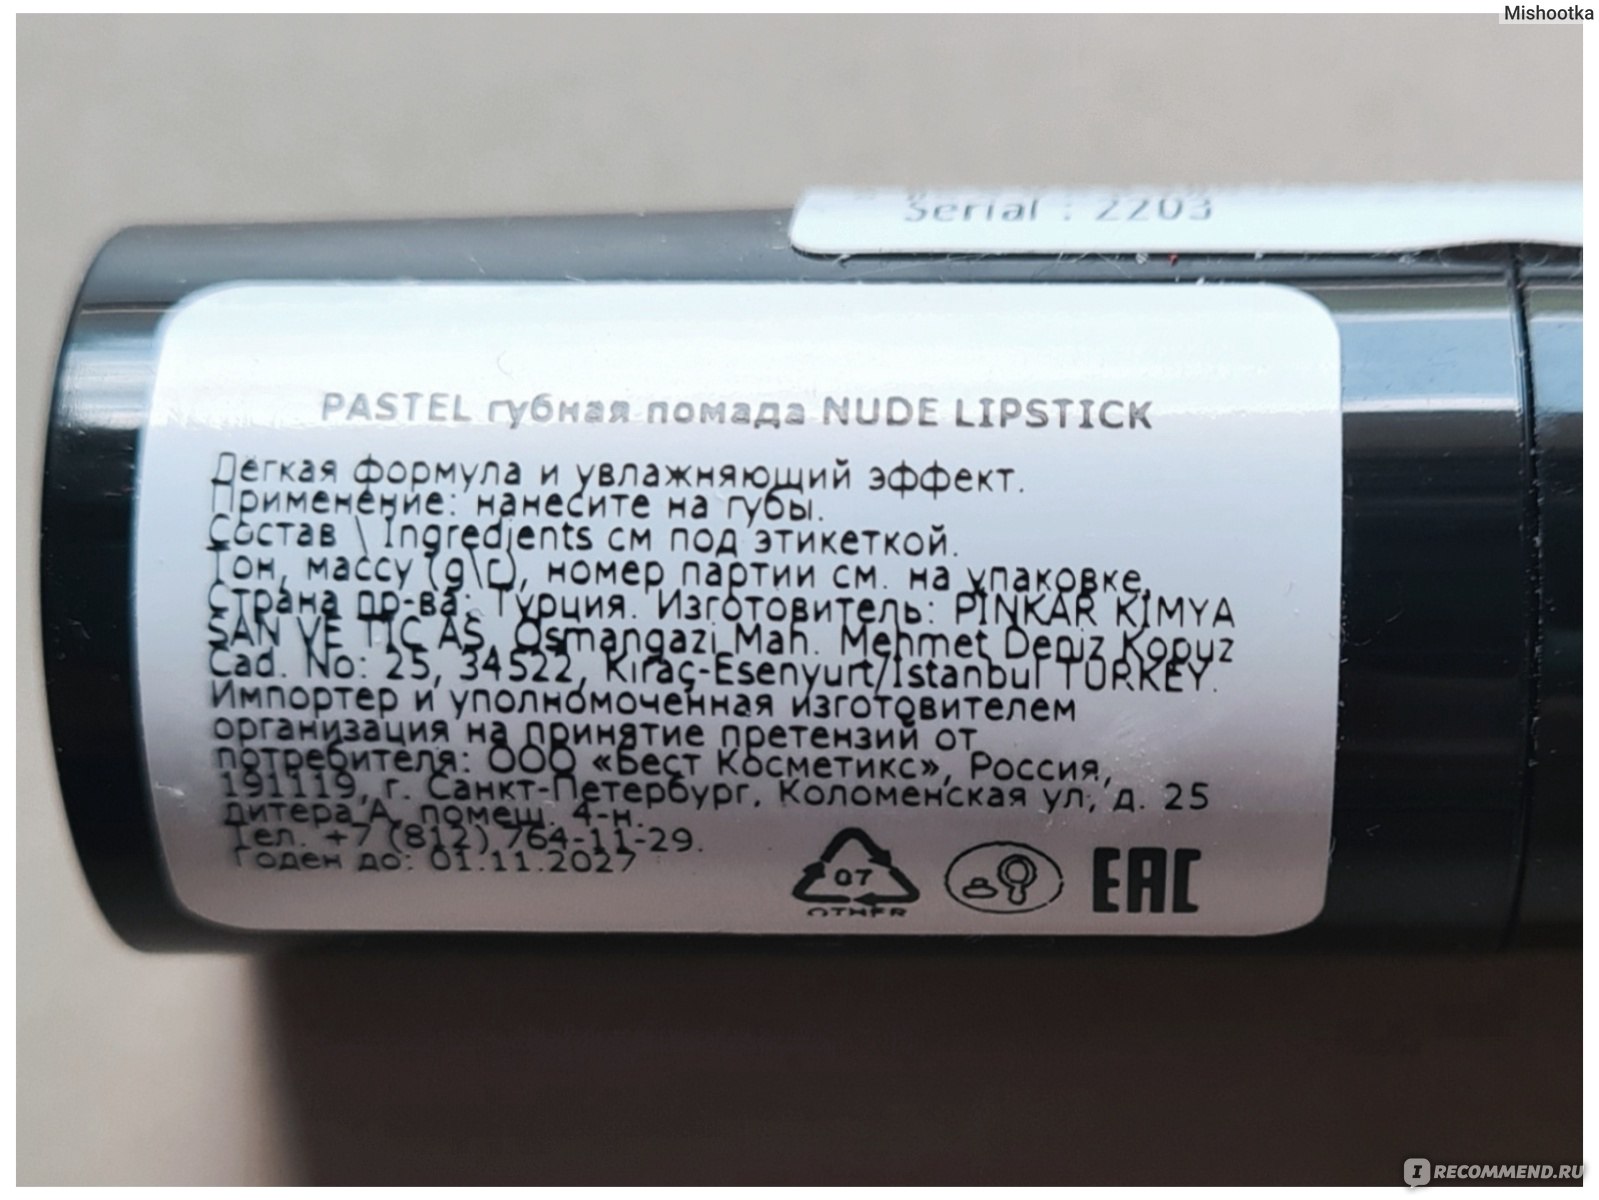 Mishootka
Serial : 2203
PASTEL губная помада NUDE LIPSTICK
Лёгкая формула и увлажняющий эффект.
Применение: нанесите на губы.
Состав \ Ingredients см под этикеткой.
Тон, массу (g\г), номер партии см. на упаковке.
Страна пр-ва: Турция. Изготовитель: PINKAR KIMYA
SAN VE TIC AS, Osmangazi Mah. Mehmet Deniz Kopuz
Cad. No: 25, 34522, Kıraç-Esenyurt/İstanbul TURKEY.
Импортер и уполномоченная изготовителем
организация на принятие претензий от
потребителя: ООО «Бест Косметикс», Россия,
191119, г. Санкт-Петербург, Коломенская ул, д. 25
литера А, помещ. 4-н.
Тел. +7 (812) 764-11-29.
Годен до: 01.11.2027
07
OTHER
EAC
IRECOMMEND.RU